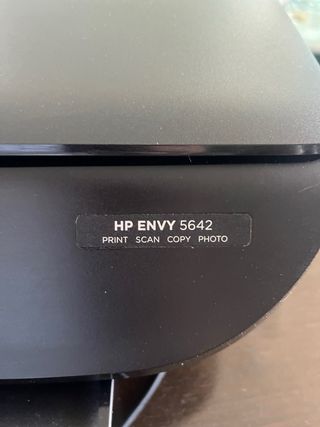 HP ENVY 5642
PRINT SCAN COPY PHOTO